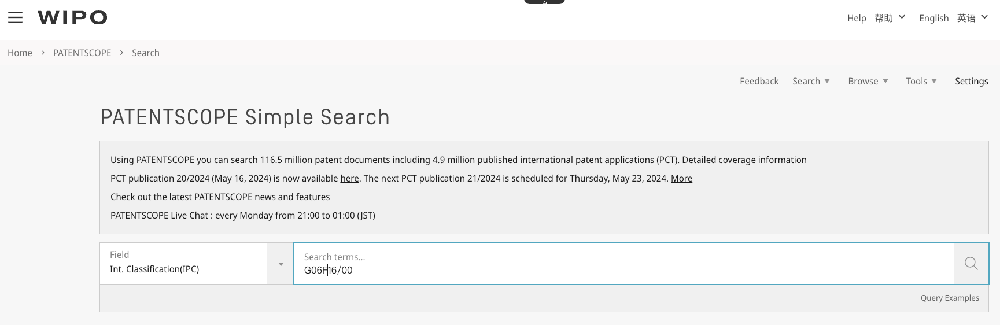 WIPO
Help 帮助 English 英语
Home > PATENTSCOPE > Search
Feedback Search Browse Tools Settings
PATENTSCOPE Simple Search
Using PATENTSCOPE you can search 116.5 million patent documents including 4.9 million published international patent applications (PCT). Detailed coverage information
PCT publication 20/2024 (May 16, 2024) is now available here. The next PCT publication 21/2024 is scheduled for Thursday, May 23, 2024. More
Check out the latest PATENTSCOPE news and features
PATENTSCOPE Live Chat : every Monday from 21:00 to 01:00 (JST)
Field
Int. Classification(IPC)
Search terms...
G06F16/00
Query Examples